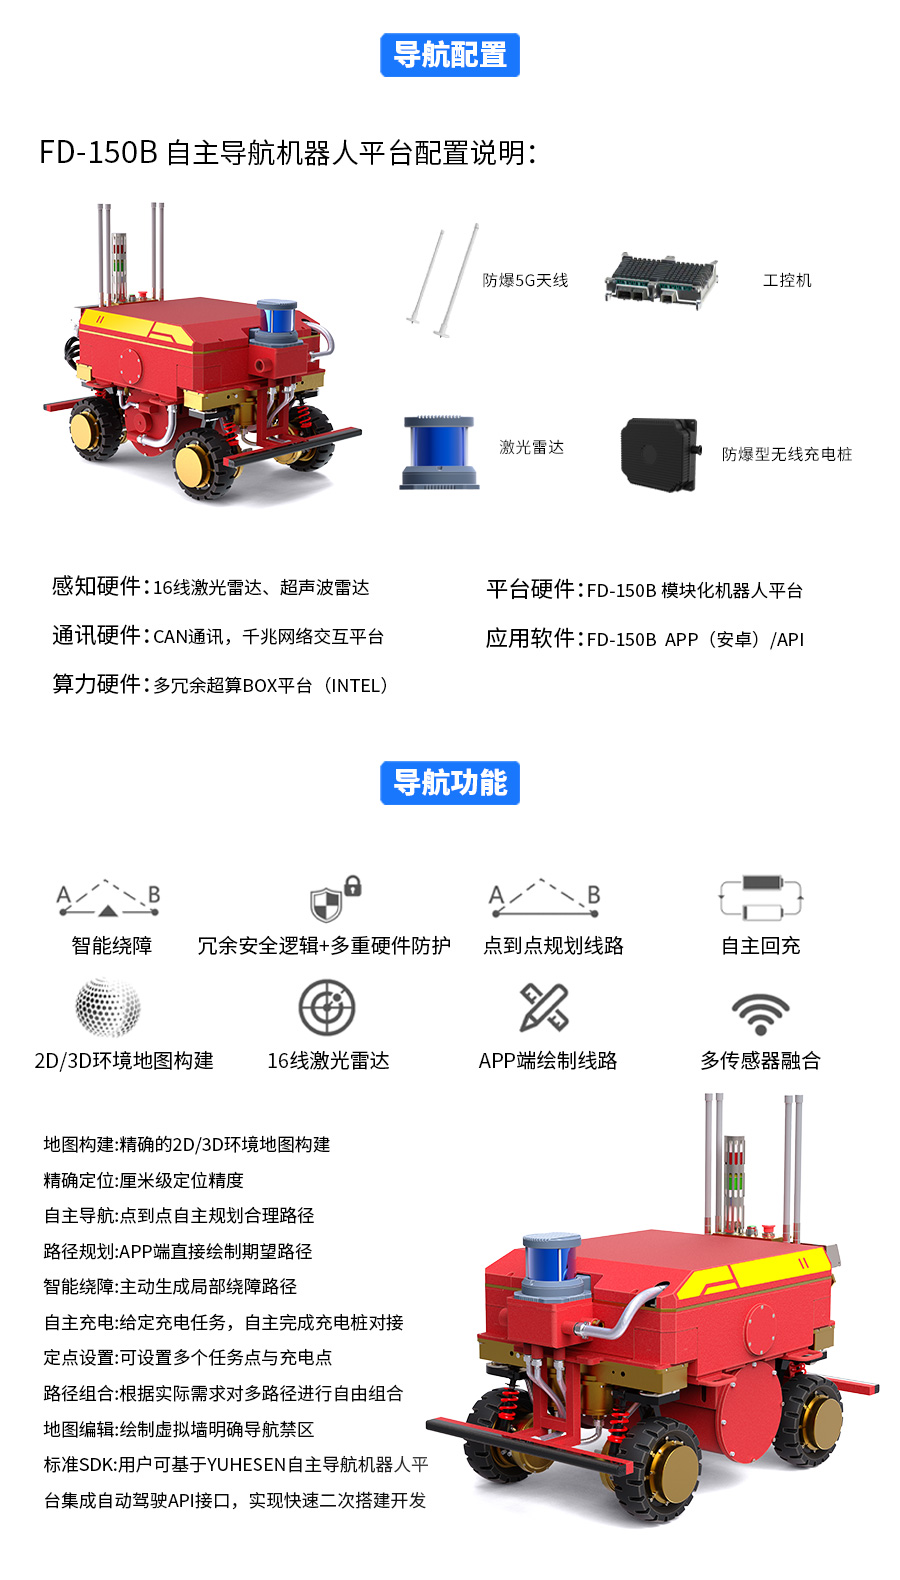 导航配置
FD-150B 自主导航机器人平台配置说明：
防爆5G天线
工控机
激光雷达
防爆型无线充电桩
感知硬件：16线激光雷达、超声波雷达
平台硬件：FD-150B 模块化机器人平台
通讯硬件：CAN通讯，千兆网络交互平台
应用软件：FD-150B APP（安卓）/API
算力硬件：多冗余超算BOX平台（INTEL）
导航功能
A B
A B
智能绕障
冗余安全逻辑+多重硬件防护
点到点规划线路
自主回充
2D/3D环境地图构建
16线激光雷达
APP端绘制线路
多传感器融合
地图构建:精确的2D/3D环境地图构建
精确定位:厘米级定位精度
自主导航:点到点自主规划合理路径
路径规划:APP端直接绘制期望路径
智能绕障:主动生成局部绕障路径
自主充电:给定充电任务，自主完成充电桩对接
定点设置:可设置多个任务点与充电点
路径组合:根据实际需求对多路径进行自由组合
地图编辑:绘制虚拟墙明确导航禁区
标准SDK:用户可基于YUHESEN自主导航机器人平
台集成自动驾驶API接口，实现快速二次搭建开发